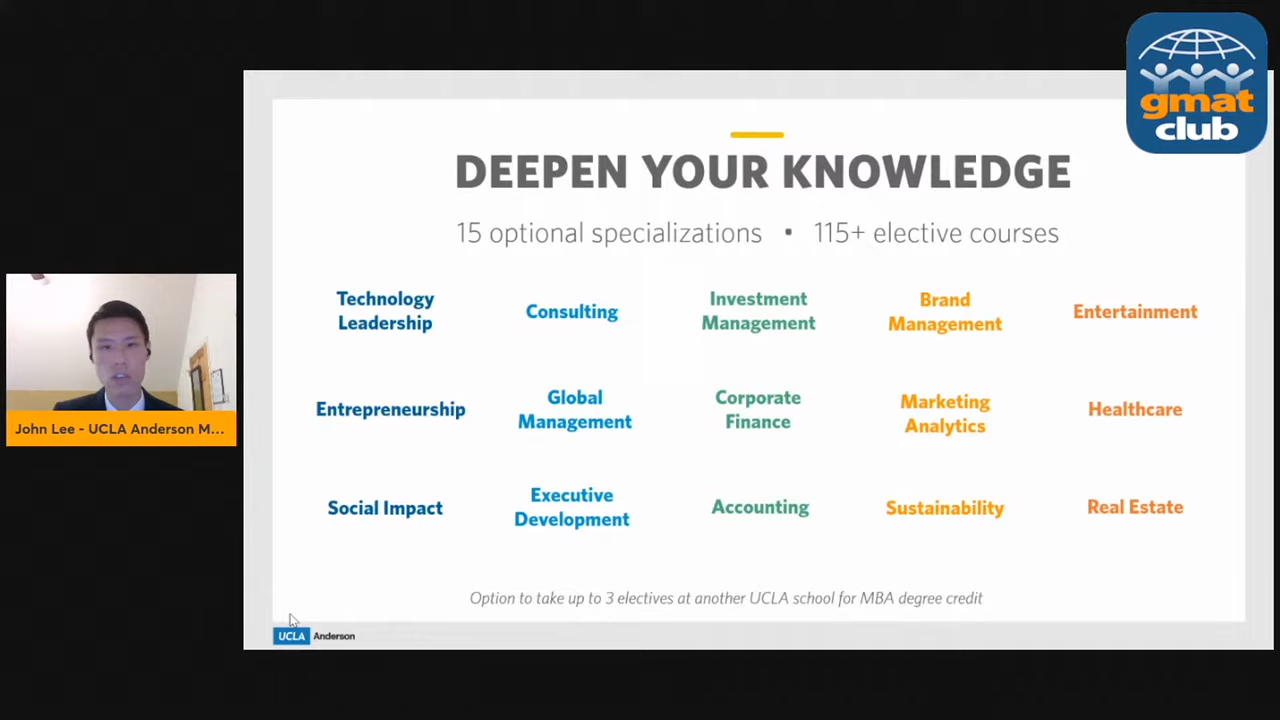 gmat
club
DEEPEN YOUR KNOWLEDGE
15 optional specializations • 115+ elective courses
Technology
Leadership
Consulting
Investment
Management
Brand
Management
Entertainment
Entrepreneurship
Global
Management
Corporate
Finance
Marketing
Analytics
Healthcare
Social Impact
Executive
Development
Accounting
Sustainability
Real Estate
Option to take up to 3 electives at another UCLA school for MBA degree credit
UCLA Anderson
John Lee - UCLA Anderson M...